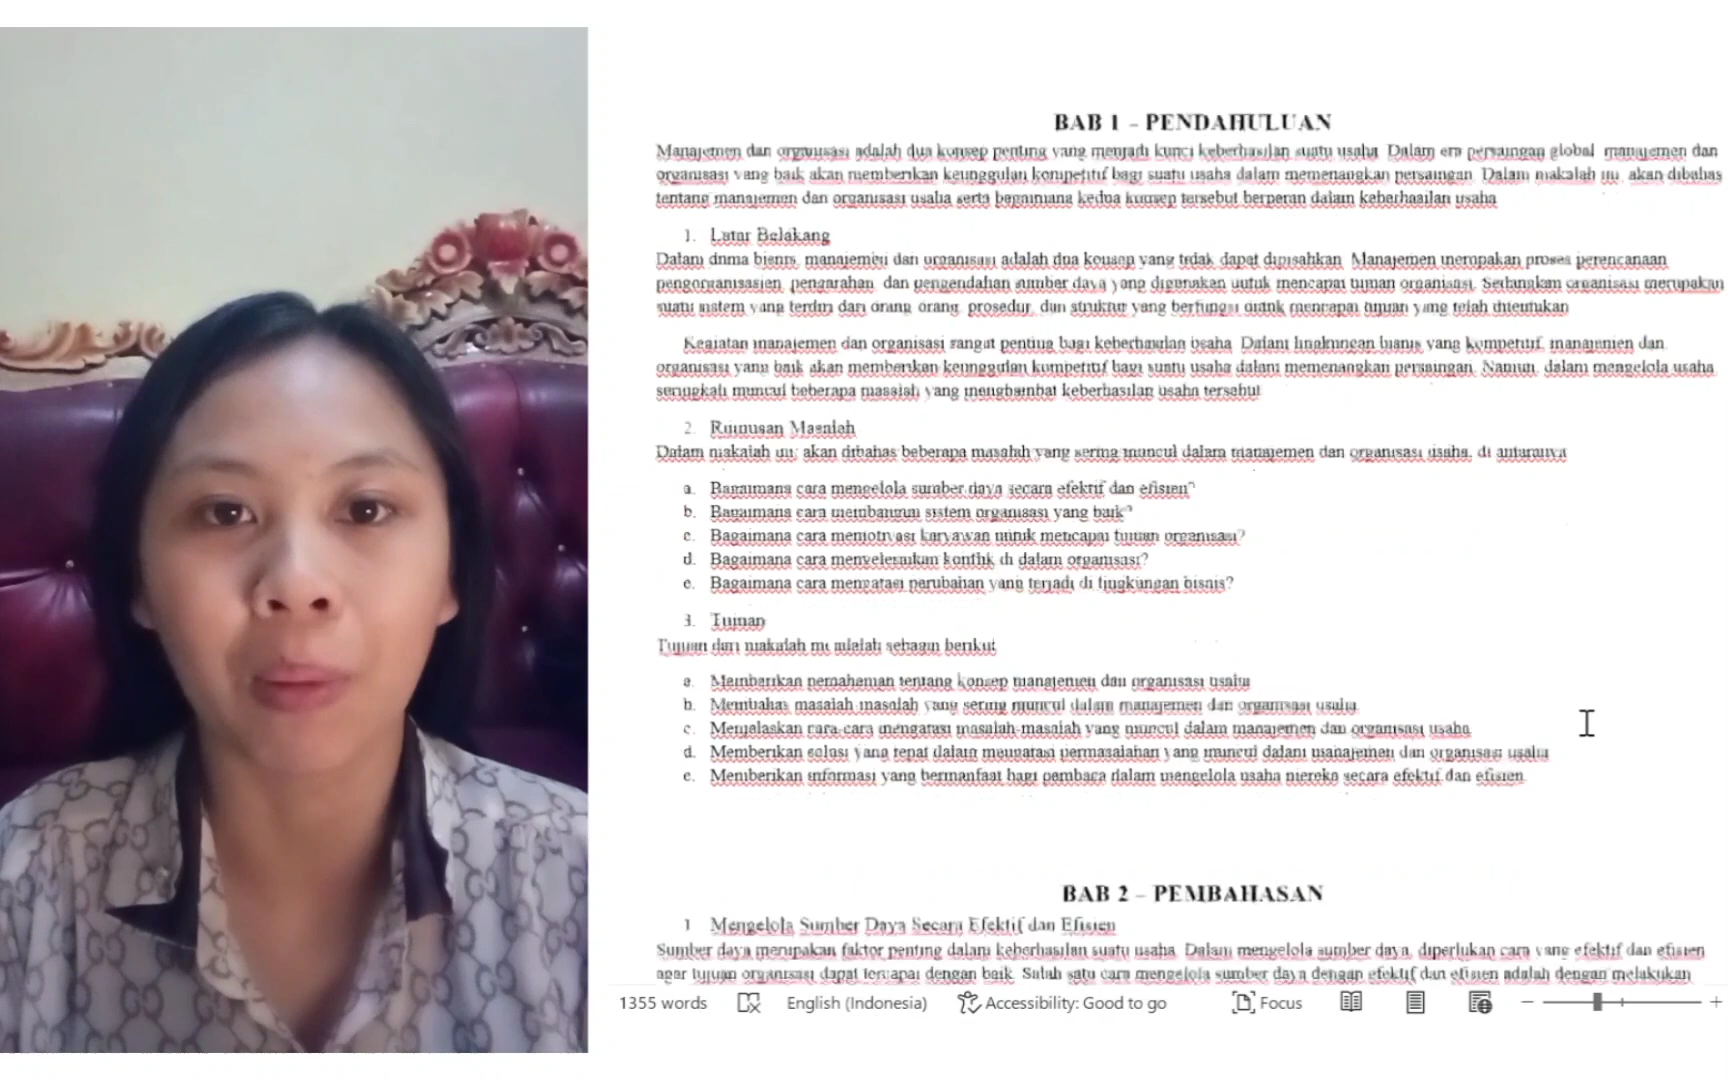 BAB 1 – PENDAHULUAN
Manajemen dan organisasi adalah dua konsep penting yang menjadi kunci keberhasilan suatu usaha Dalam era persaingan global manajemen dan
organisasi yang baik akan memberikan keunggulan kompetitif bagi suatu usaha dalam memenangkan persaingan Dalam makalah ini akan dibahas
tentang manajemen dan organisasi usaha serta bagaimana kedua konsep tersebut berperan dalam keberhasilan usaha
1. Latar Belakang
Dalam dunia bisnis, manajemen dan organisasi adalah dua konsep yang tidak dapat dipisahkan Manajemen merupakan proses perencanaan
pengorganisasian, pengarahan, dan pengendalian sumber daya yang digunakan untuk mencapai tujuan organisasi. Sedangkan organisasi merupakan
suatu sistem yang terdiri dari orang orang, prosedur, dan struktur yang berfungsi untuk mencapai tujuan yang telah ditentukan
Kegiatan manajemen dan organisasi sangat penting bagi keberhasilan usaha Dalam lingkungan bisnis yang kompetitif, manajemen dan
organisasi yang baik akan memberikan keunggulan kompetitif bagi suatu usaha dalam memenangkan persaingan. Namun, dalam mengelola usaha
seringkali muncul beberapa masalah yang menghambat keberhasilan usaha tersebut
2. Rumusan Masalah
Dalam makalah ini, akan dibahas beberapa masalah yang sering muncul dalam manajemen dan organisasi usaha, di antaranya
a. Bagaimana cara mengelola sumber daya secara efektif dan efisien?
b. Bagaimana cara membangun sistem organisasi yang baik?
c. Bagaimana cara memotivasi karyawan untuk mencapai tujuan organisasi?
d. Bagaimana cara menyelesaikan konflik di dalam organisasi?
e. Bagaimana cara mengatasi perubahan yang terjadi di lingkungan bisnis?
3. Tujuan
Tujuan dari makalah ini adalah sebagai berikut
a. Memberikan pemahaman tentang konsep manajemen dan organisasi usaha
b. Membahas masalah-masalah yang sering muncul dalam manajemen dan organisasi usaha
c. Menjelaskan cara-cara mengatasi masalah-masalah yang muncul dalam manajemen dan organisasi usaha
d. Memberikan solusi yang tepat dalam mengatasi permasalahan yang muncul dalam manajemen dan organisasi usaha
e. Memberikan informasi yang bermanfaat bagi pembaca dalam mengelola usaha mereka secara efektif dan efisien
BAB 2 – PEMBAHASAN
1 Mengelola Sumber Daya Secara Efektif dan Efisien
Sumber daya merupakan faktor penting dalam keberhasilan suatu usaha. Dalam mengelola sumber daya, diperlukan cara yang efektif dan efisien
agar tujuan organisasi dapat tercapai dengan baik. Salah satu cara mengelola sumber daya dengan efektif dan efisien adalah dengan melakukan
1355 words English (Indonesia) Accessibility: Good to go Focus